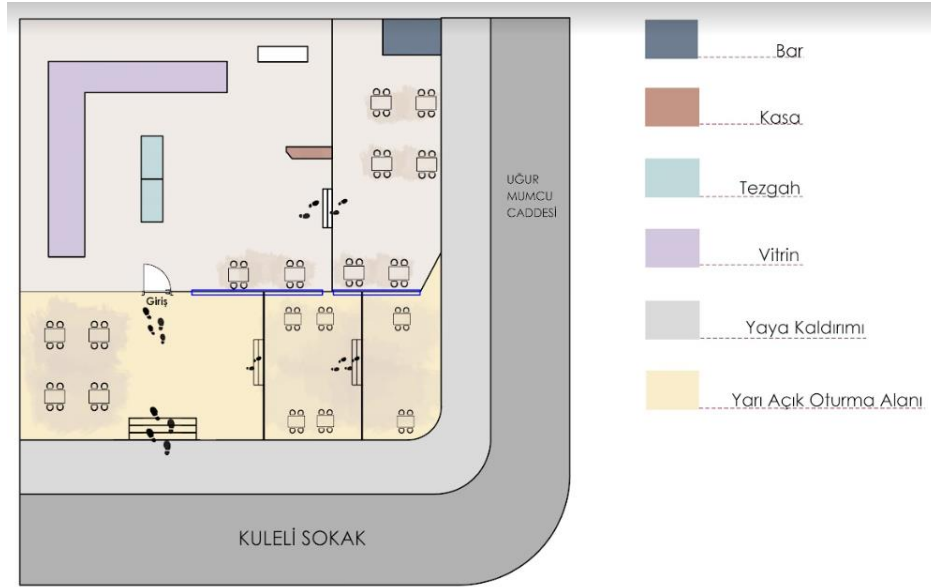 Bar
Kasa
Tezgah
Vitrin
Yaya Kaldırımı
Yarı Açık Oturma Alanı
UĞUR
MUMCU
CADDESİ
Giriş
KULELİ SOKAK